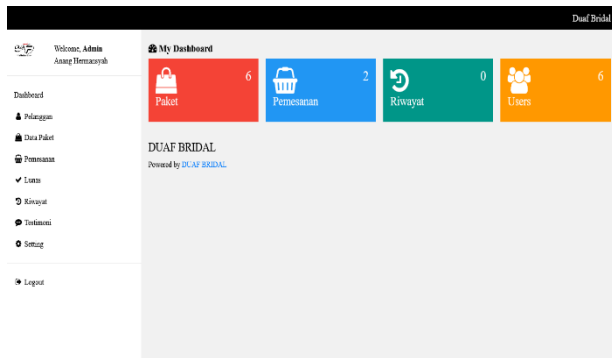 Duaf Bridal
Welcome, Admin
Anang Hermansyah
Dashboard
Pelanggan
Data Paket
Pemesanan
Lunas
Riwayat
Testimoni
Setting
Logout
My Dashboard
6
Paket
2
Pemesanan
0
Riwayat
6
Users
DUAF BRIDAL
Powered by DUAF BRIDAL